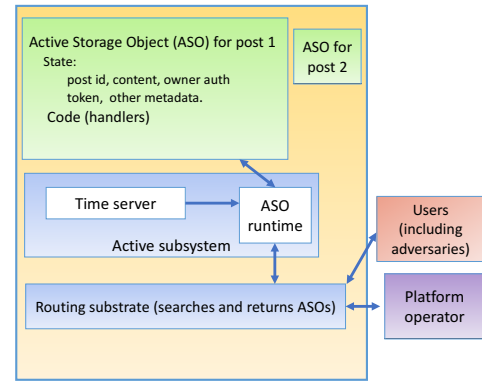 Active Storage Object (ASO) for post 1
State:
post id, content, owner auth
token, other metadata.
Code (handlers)
ASO for
post 2
Time server
ASO
runtime
Active subsystem
Users
(including
adversaries)
Routing substrate (searches and returns ASOs)
Platform
operator